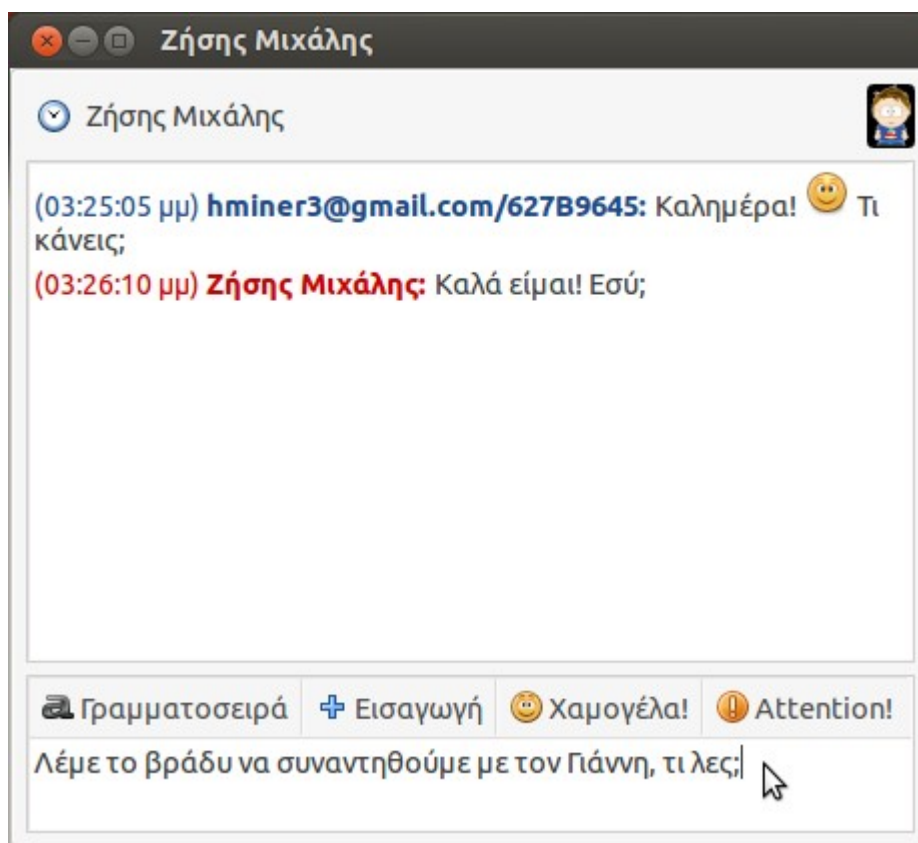 Ζήσης Μιχάλης
Ζήσης Μιχάλης
(03:25:05 μμ) hminer3@gmail.com/627B9645: Καλημέρα! Τι
κάνεις;
(03:26:10 μμ) Ζήσης Μιχάλης: Καλά είμαι! Εσύ;
Γραμματοσειρά Εισαγωγή Χαμογέλα! Attention!
Λέμε το βράδυ να συναντηθούμε με τον Γιάννη, τι λες;